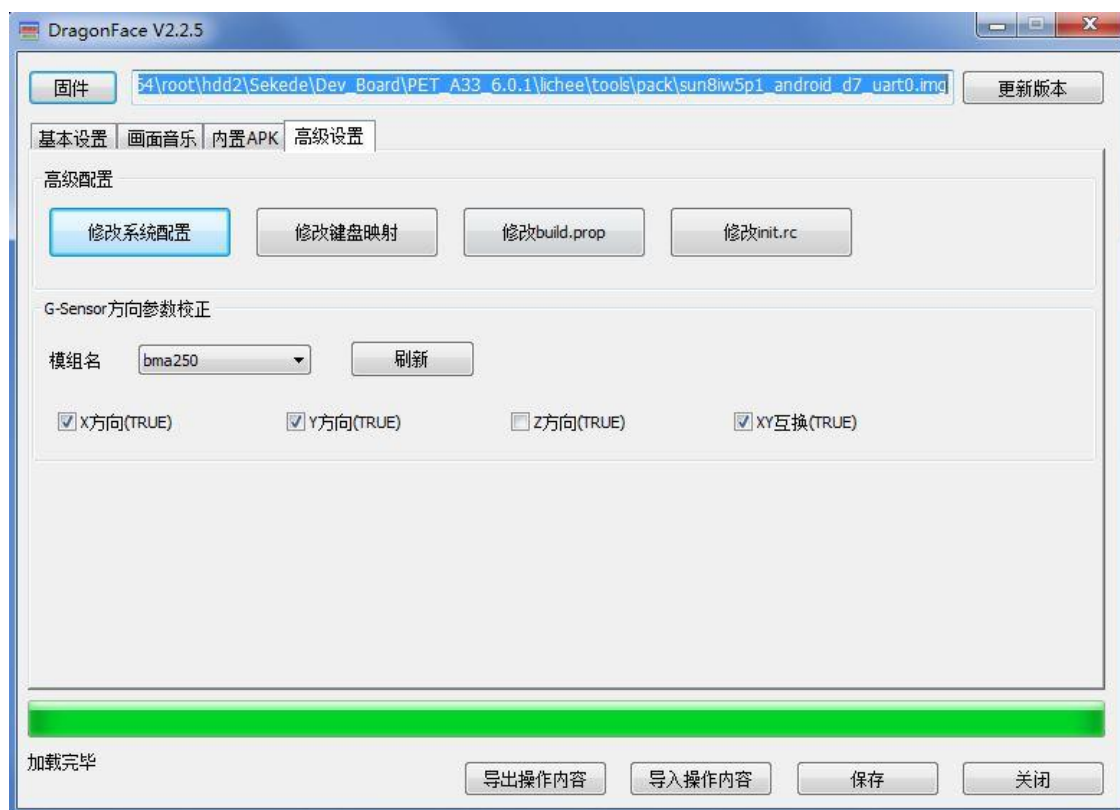 DragonFace V2.2.5
固件 54\root\hdd2\Sekede\Dev_Board\PET_A33_6.0.1\lichee\tools\pack\sun8iw5p1_android_d7_uart0.img 更新版本
基本设置 画面音乐 内置APK 高级设置
高级配置
修改系统配置 修改键盘映射 修改build.prop 修改init.rc
G-Sensor方向参数校正
模组名 bma250 刷新
X方向(TRUE) Y方向(TRUE) Z方向(TRUE) XY互换(TRUE)
加载完毕
导出操作内容 导入操作内容 保存 关闭